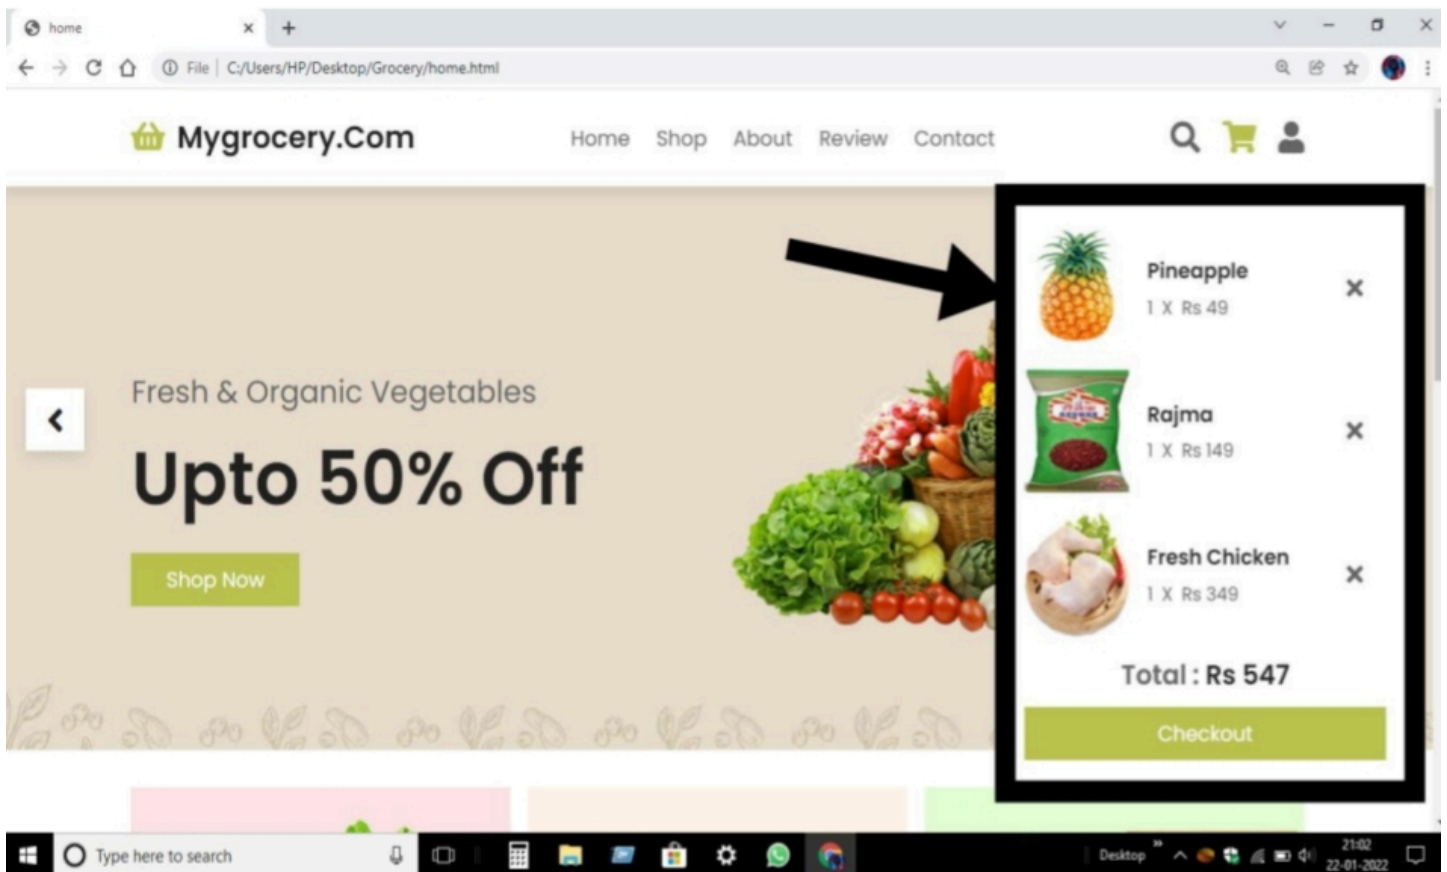 home
File | C:/Users/HP/Desktop/Grocery/home.html
Mygrocery.Com
Home Shop About Review Contact
Fresh & Organic Vegetables
Upto 50% Off
Shop Now
Pineapple
1 X Rs 49
Rajma
1 X Rs 149
Fresh Chicken
1 X Rs 349
Total : Rs 547
Checkout
Type here to search
Desktop
21:02
22-01-2022